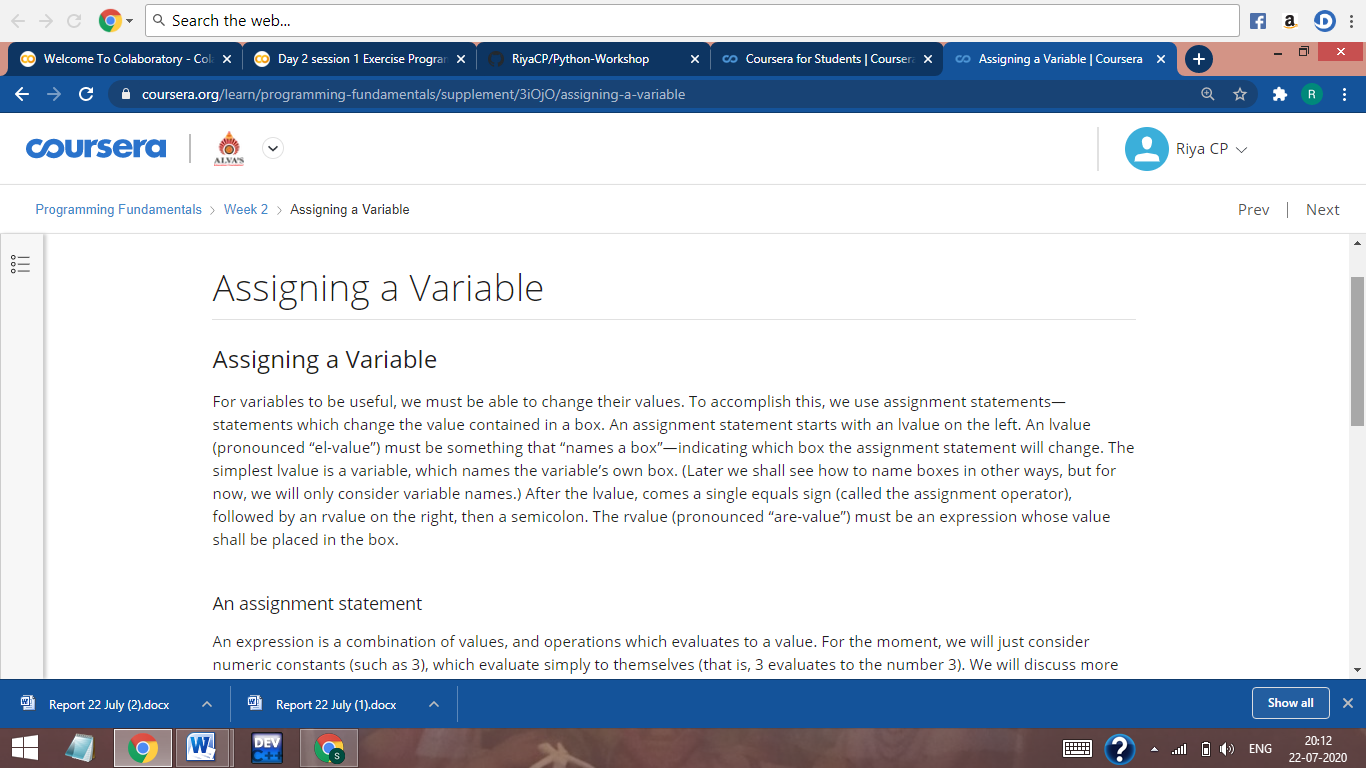 Search the web...
Welcome To Colaboratory - Col
Day 2 session 1 Exercise Progran
RiyaCP/Python-Workshop
Coursera for Students | Coursera
Assigning a Variable | Coursera
coursera.org/learn/programming-fundamentals/supplement/3iOjO/assigning-a-variable
R
coursera
ALVA'S
Riya CP
Programming Fundamentals > Week 2 > Assigning a Variable
Prev | Next
Assigning a Variable
Assigning a Variable
For variables to be useful, we must be able to change their values. To accomplish this, we use assignment statements—
statements which change the value contained in a box. An assignment statement starts with an lvalue on the left. An lvalue
(pronounced “el-value”) must be something that “names a box”—indicating which box the assignment statement will change. The
simplest lvalue is a variable, which names the variable’s own box. (Later we shall see how to name boxes in other ways, but for
now, we will only consider variable names.) After the lvalue, comes a single equals sign (called the assignment operator),
followed by an rvalue on the right, then a semicolon. The rvalue (pronounced “are-value”) must be an expression whose value
shall be placed in the box.
An assignment statement
An expression is a combination of values, and operations which evaluates to a value. For the moment, we will just consider
numeric constants (such as 3), which evaluate simply to themselves (that is, 3 evaluates to the number 3). We will discuss more
Report 22 July (2).docx
Report 22 July (1).docx
Show all
DEV
C++
S
ENG
20:12
22-07-2020